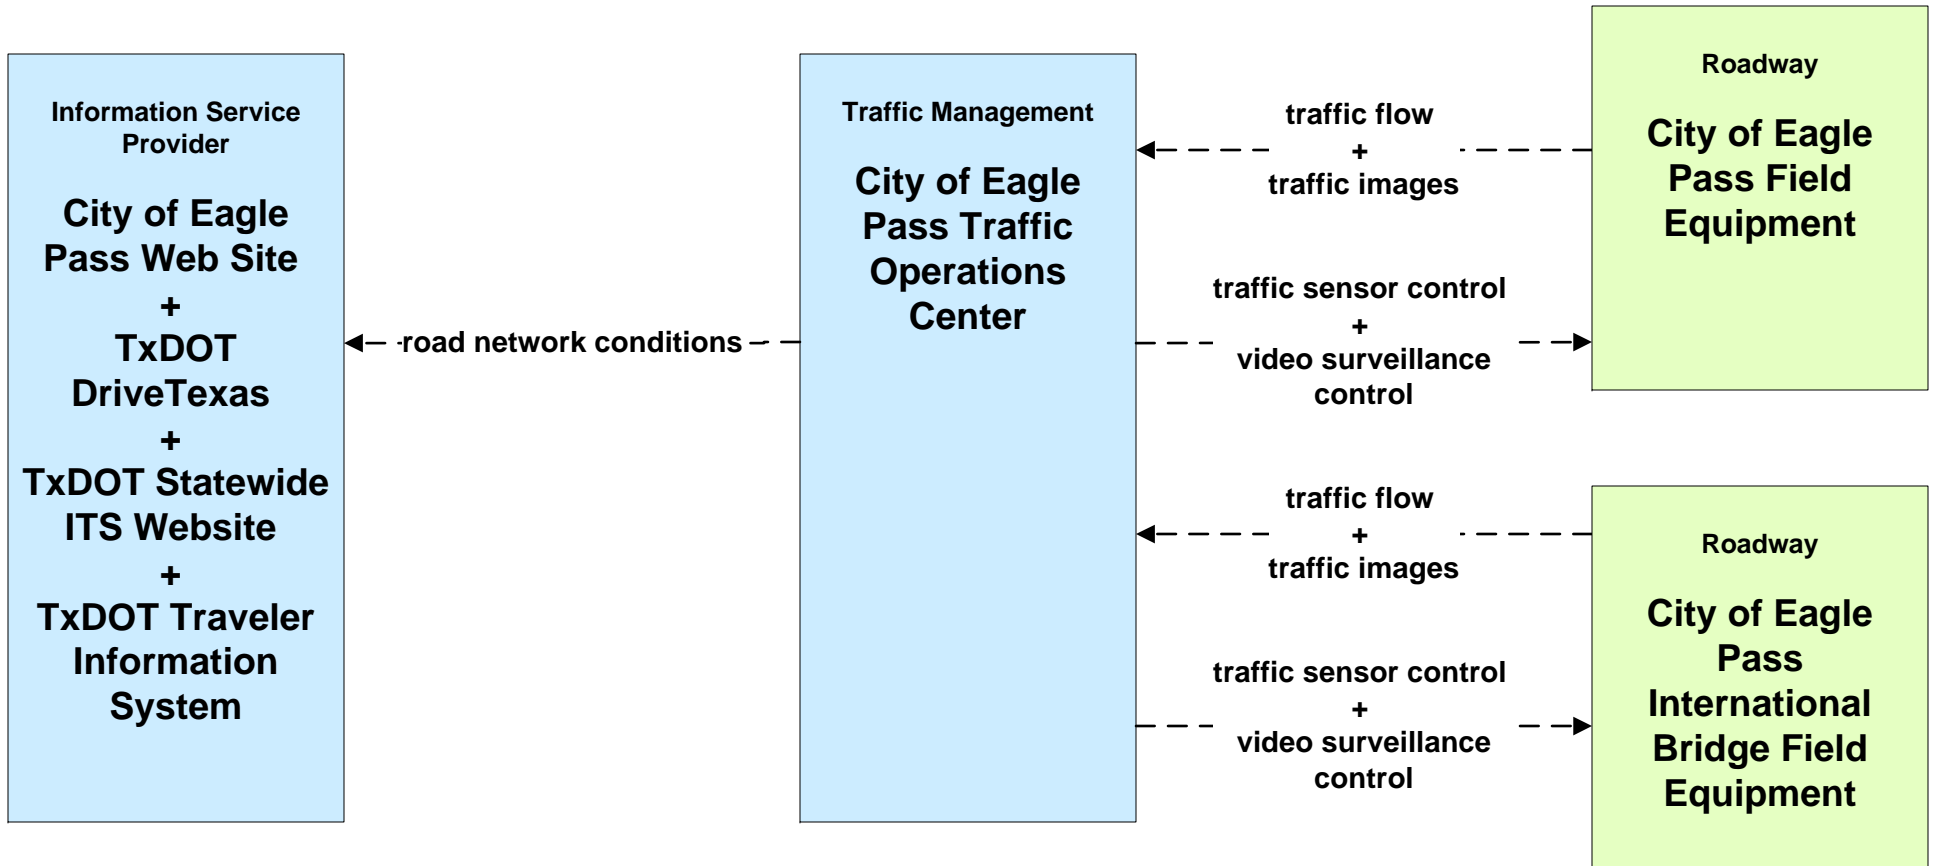 Information Service
Provider
City of Eagle
Pass Web Site
+
TxDOT
DriveTexas
+
TxDOT Statewide
ITS Website
+
TxDOT Traveler
Information
System
road network conditions
Traffic Management
City of Eagle
Pass Traffic
Operations
Center
traffic flow
+
traffic images
traffic sensor control
+
video surveillance
control
traffic flow
+
traffic images
traffic sensor control
+
video surveillance
control
Roadway
City of Eagle
Pass Field
Equipment
Roadway
City of Eagle
Pass
International
Bridge Field
Equipment